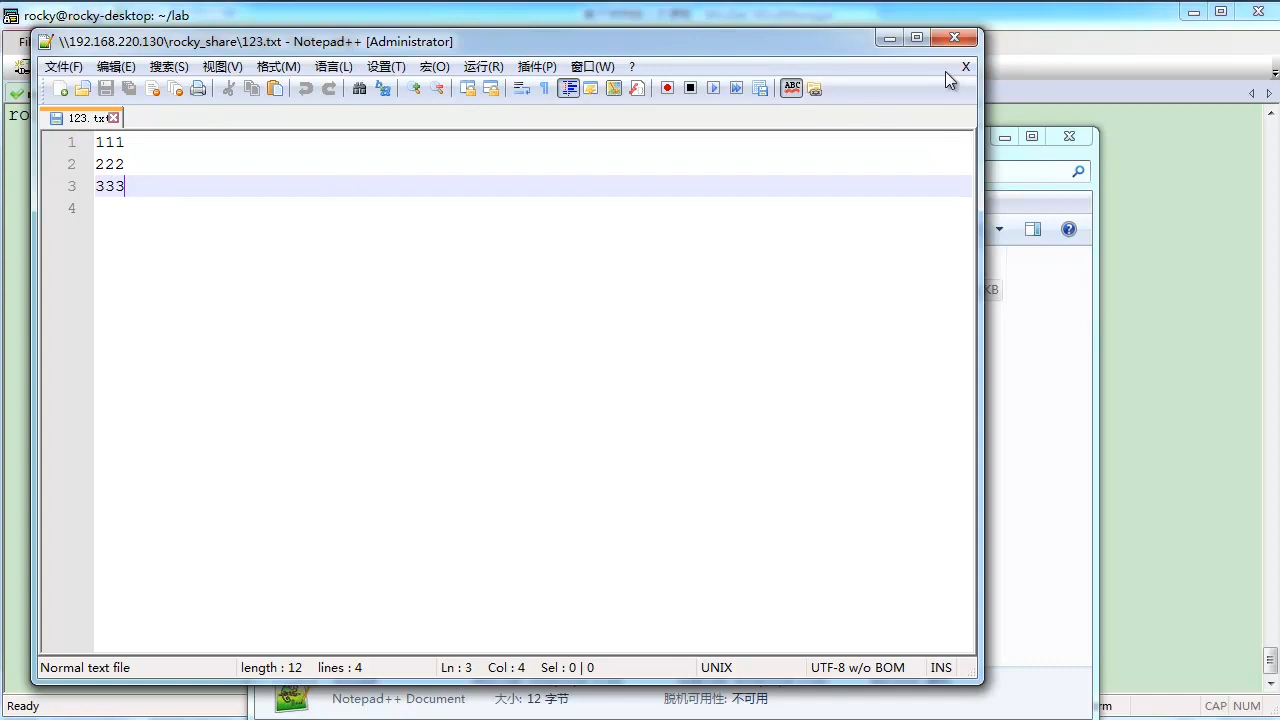 rocky@rocky-desktop: ~/lab
\\192.168.220.130\rocky_share\123.txt - Notepad++ [Administrator]
文件(F) 编辑(E) 搜索(S) 视图(V) 格式(M) 语言(L) 设置(T) 宏(O) 运行(R) 插件(P) 窗口(W) ? X
ABC
123.txt
1 111
2 222
3 333
4
KB
Normal text file length : 12 lines : 4 Ln : 3 Col : 4 Sel : 0 | 0 UNIX UTF-8 w/o BOM INS
Notepad++ Document 大小: 12 字节 脱机可用性: 不可用
Ready CAP NUM